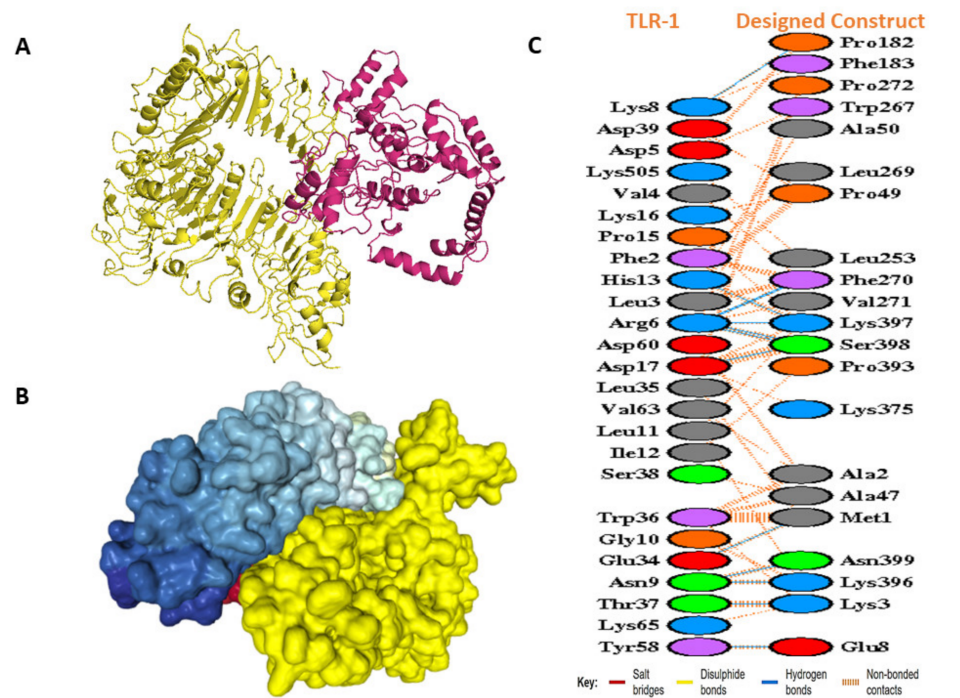 A
B
C
TLR-1 Designed Construct
Pro182
Phe183
Pro272
Lys8 Trp267
Asp39 Ala50
Asp5
Lys505 Leu269
Val4 Pro49
Lys16
Pro15
Phe2 Leu253
His13 Phe270
Leu3 Val271
Arg6 Lys397
Asp60 Ser398
Asp17 Pro393
Leu35
Val63 Lys375
Leu11
Ile12
Ser38 Ala2
Ala47
Trp36 Met1
Gly10
Glu34 Asn399
Asn9 Lys396
Thr37 Lys3
Lys65
Tyr58 Glu8
Key: Salt bridges Disulphide bonds Hydrogen bonds Non-bonded contacts